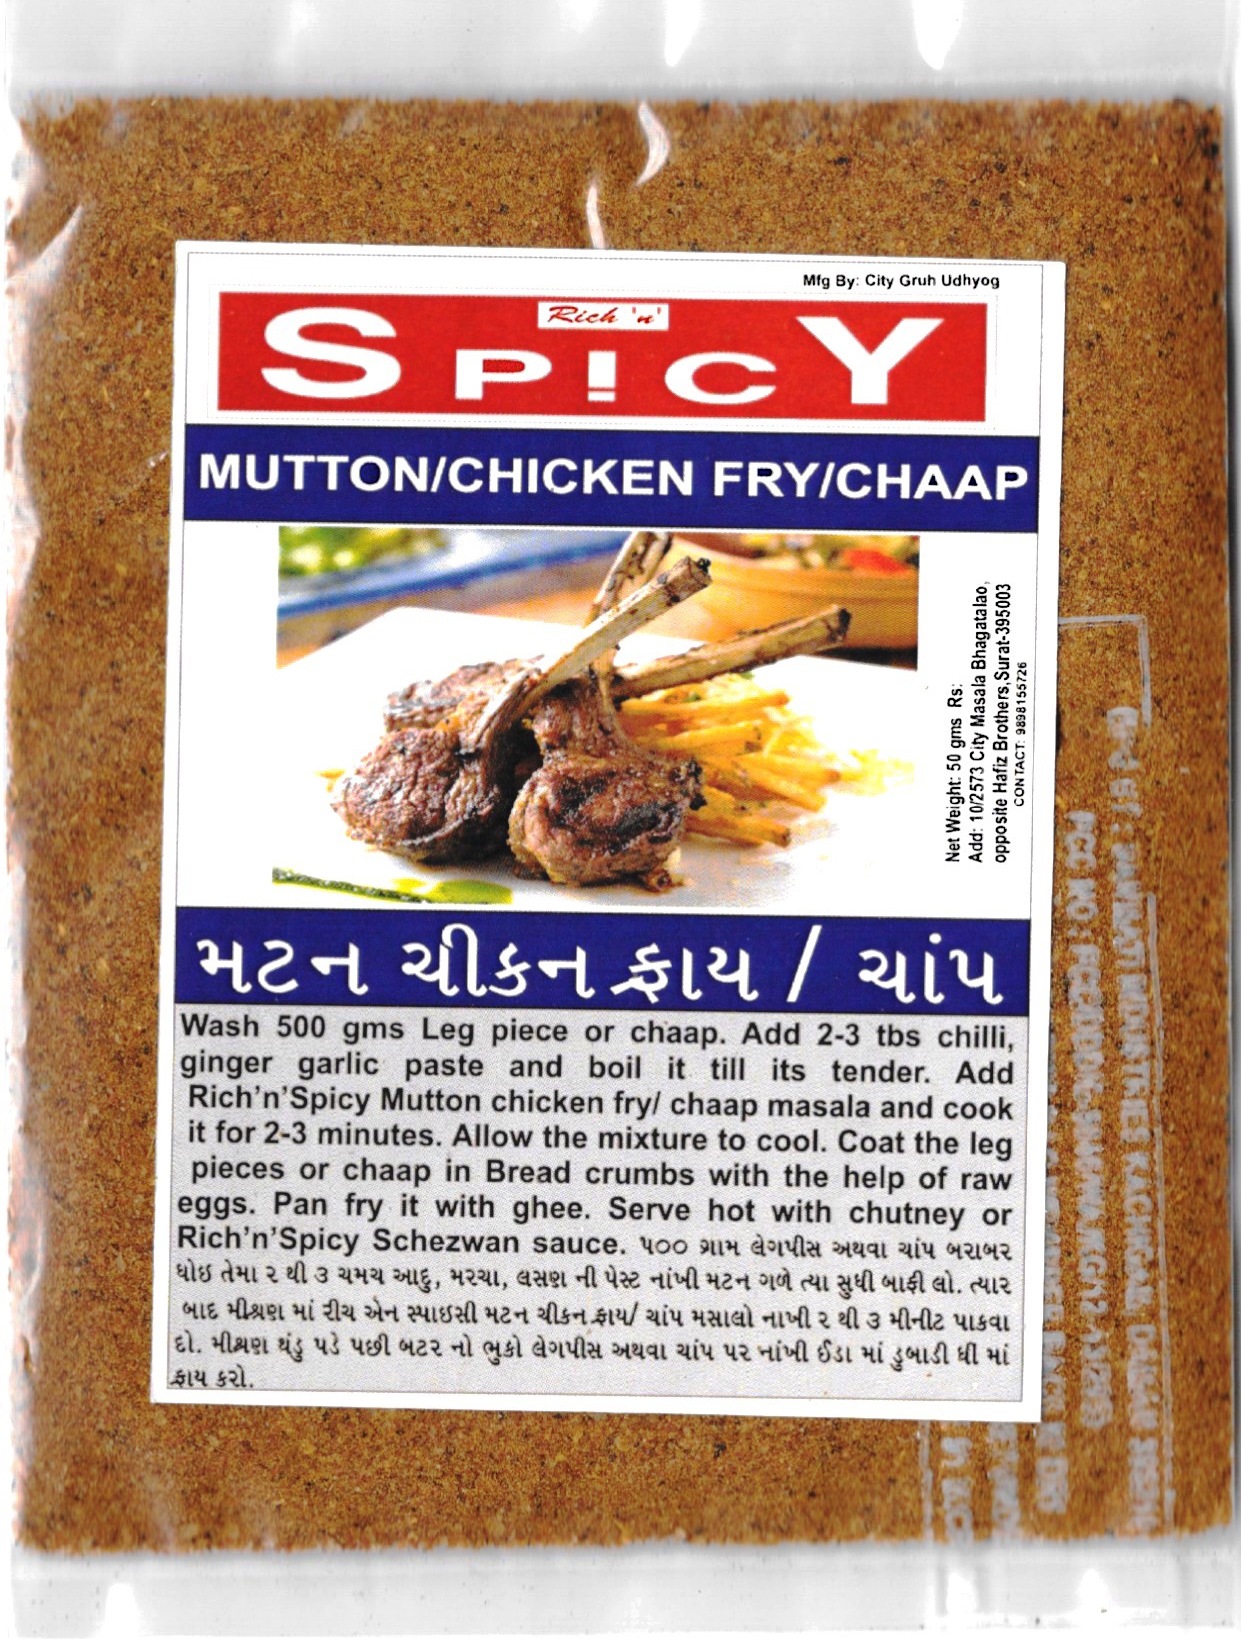 Mfg By: City Gruh Udhyog
Rich 'n'
SP!CY
MUTTON/CHICKEN FRY/CHAAP
Net Weight: 50 gms Rs:
Add: 10/2573 City Masala Bhagatalao,
opposite Hafiz Brothers,Surat-395003
CONTACT: 9898155726
મટન ચીકન ફ્રાય / ચાંપ
Wash 500 gms Leg piece or chaap. Add 2-3 tbs chilli,
ginger garlic paste and boil it till its tender. Add
Rich'n'Spicy Mutton chicken fry/ chaap masala and cook
it for 2-3 minutes. Allow the mixture to cool. Coat the leg
pieces or chaap in Bread crumbs with the help of raw
eggs. Pan fry it with ghee. Serve hot with chutney or
Rich'n'Spicy Schezwan sauce. ૫૦૦ ગ્રામ લેગપીસ અથવા ચાંપ બરાબર
ધોઇ તેમા ૨ થી ૩ ચમચ આદુ, મરચા, લસણ ની પેસ્ટ નાંખી મટન ગળે ત્યા સુધી બાફી લો. ત્યાર
બાદ મીશ્રણ માં રીચ એન સ્પાઇસી મટન ચીકન ફ્રાય/ ચાંપ મસાલો નાખી ૨ થી ૩ મીનીટ પાકવા
દો. મીશ્રણ થંડુ પડે પછી બટર નો ભુકો લેગપીસ અથવા ચાંપ પર નાંખી ઈડા માં ડુબાડી ઘી માં
ફ્રાય કરો.